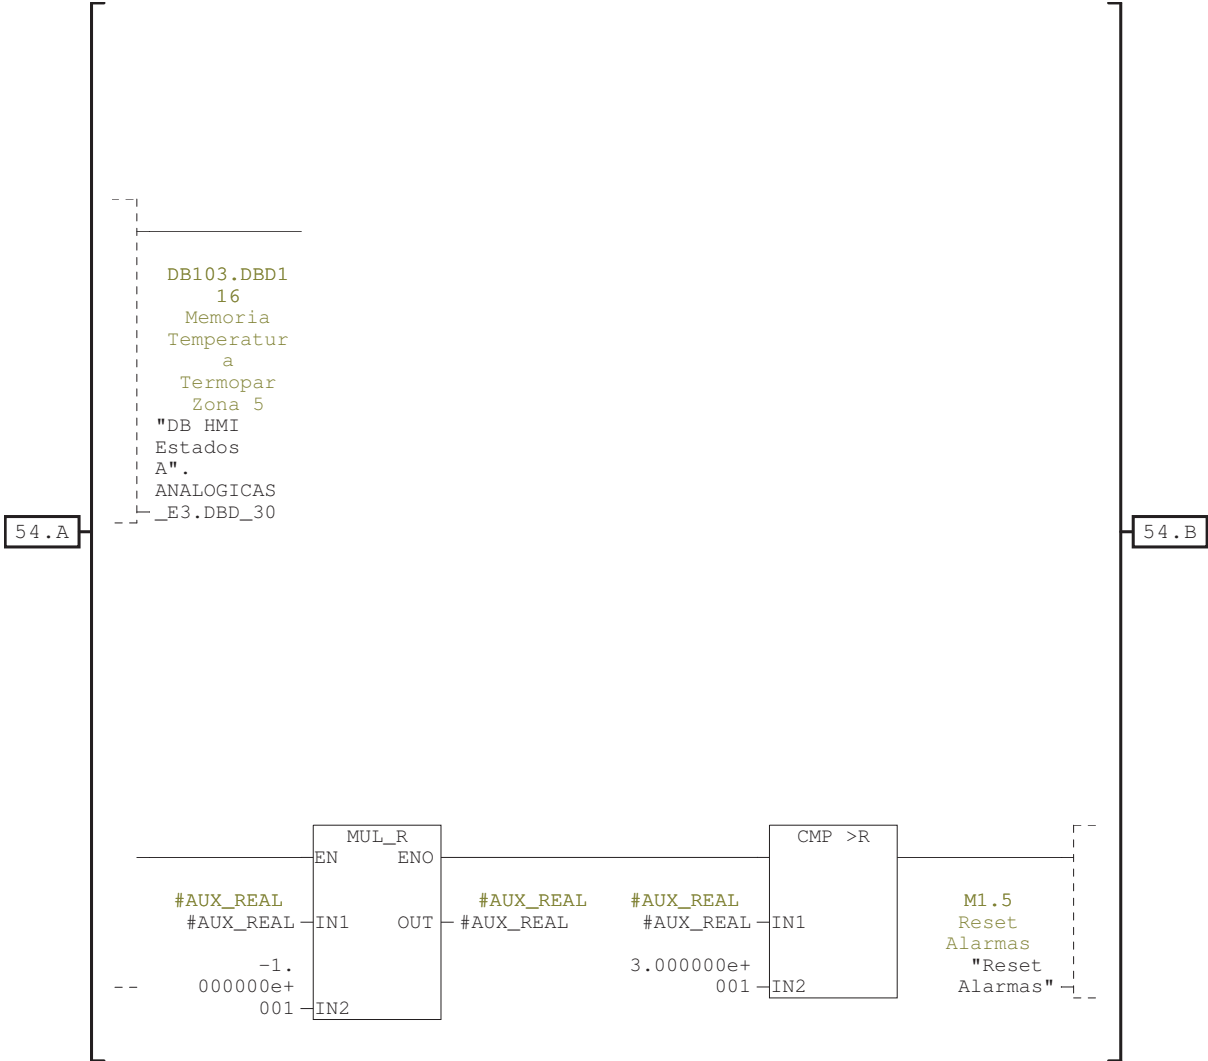 DB103.DBD1
16
Memoria
Temperatur
a
Termopar
Zona 5
"DB HMI
Estados
A".
ANALOGICAS
_E3.DBD_30
54.A
54.B
MUL_R
EN ENO
#AUX_REAL
#AUX_REAL IN1 OUT
-1.
000000e+
001 IN2
#AUX_REAL
#AUX_REAL
CMP >R
#AUX_REAL
#AUX_REAL IN1
3.000000e+
001 IN2
M1.5
Reset
Alarmas
"Reset
Alarmas"